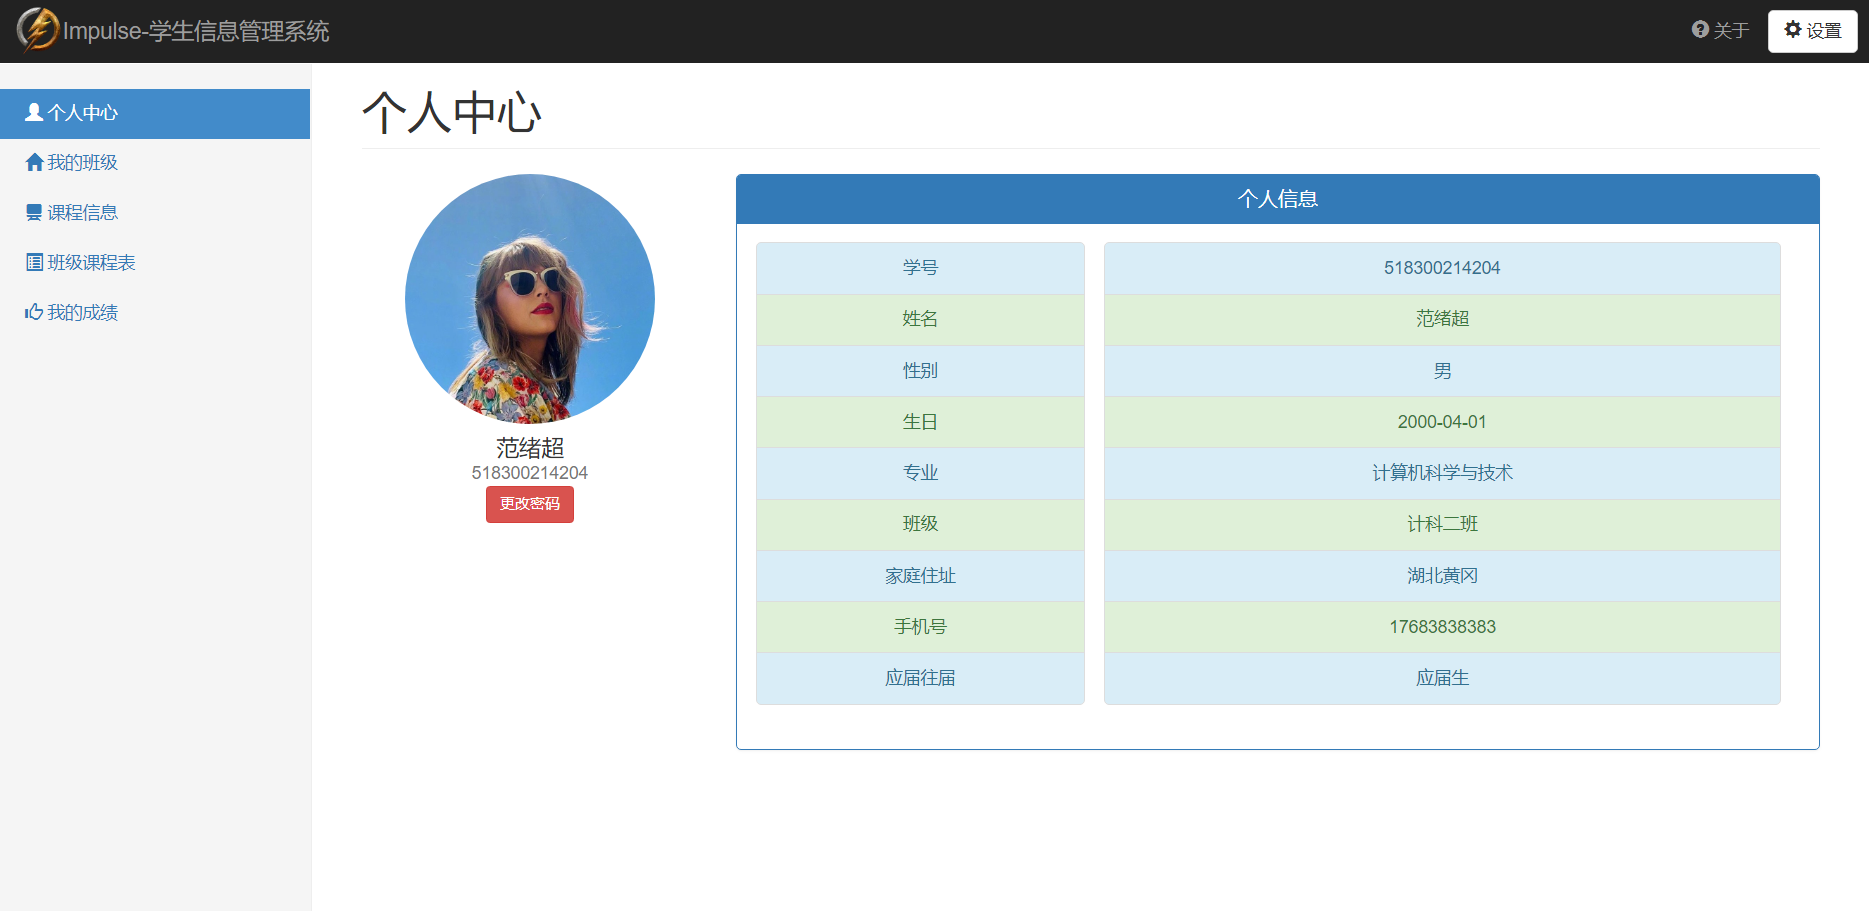 Impulse-学生信息管理系统
关于
设置
个人中心
我的班级
课程信息
班级课程表
我的成绩
个人中心
范绪超
518300214204
更改密码
个人信息
学号 518300214204
姓名 范绪超
性别 男
生日 2000-04-01
专业 计算机科学与技术
班级 计科二班
家庭住址 湖北黄冈
手机号 17683838383
应届往届 应届生